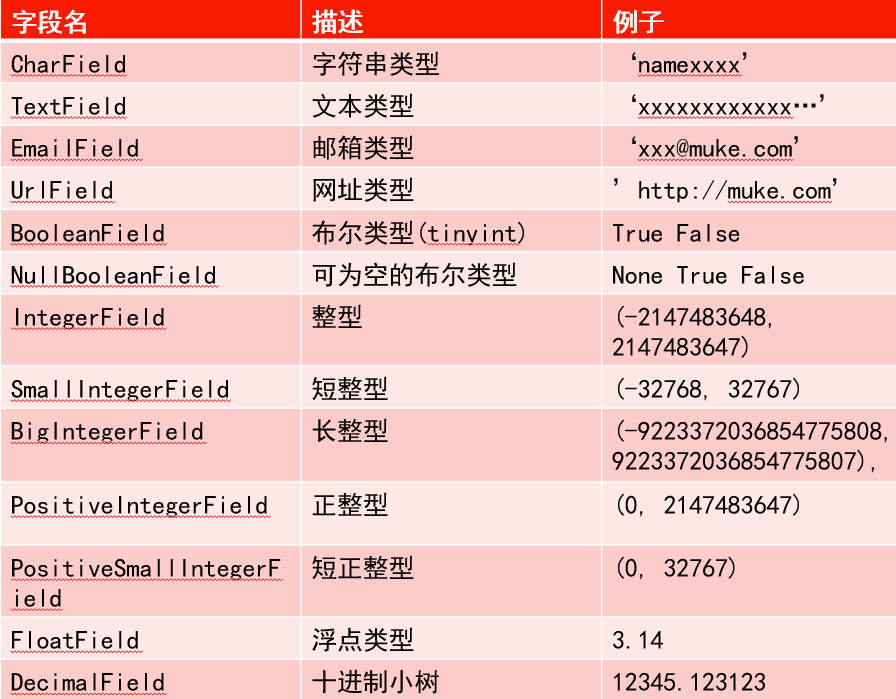 字段名 描述 例子
CharField 字符串类型 ‘namexxxx’
TextField 文本类型 ‘xxxxxxxxxxxx…’
EmailField 邮箱类型 ‘xxx@muke.com’
UrlField 网址类型 ’http://muke.com’
BooleanField 布尔类型(tinyint) True False
NullBooleanField 可为空的布尔类型 None True False
IntegerField 整型 (-2147483648,
2147483647)
SmallIntegerField 短整型 (-32768, 32767)
BigIntegerField 长整型 (-9223372036854775808,
9223372036854775807),
PositiveIntegerField 正整型 (0, 2147483647)
PositiveSmallIntegerF 短正整型 (0, 32767)
ield
FloatField 浮点类型 3.14
DecimalField 十进制小树 12345.123123